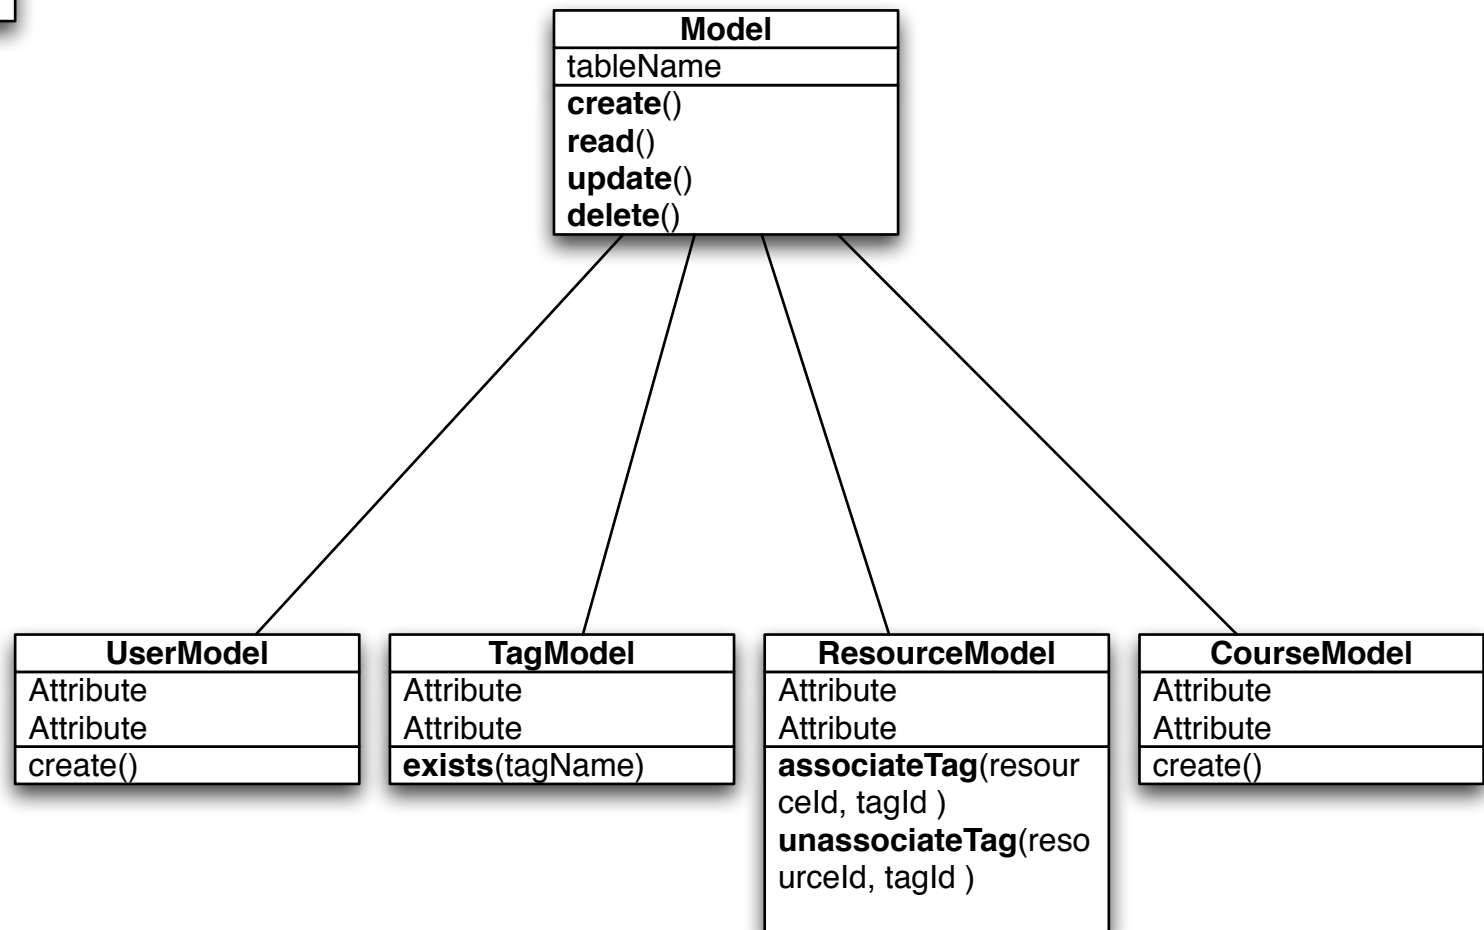 Model
tableName
create()
read()
update()
delete()
UserModel
Attribute
Attribute
create()
TagModel
Attribute
Attribute
exists(tagName)
ResourceModel
Attribute
Attribute
associateTag(resour
ceId, tagId )
unassociateTag(reso
urceId, tagId )
CourseModel
Attribute
Attribute
create()